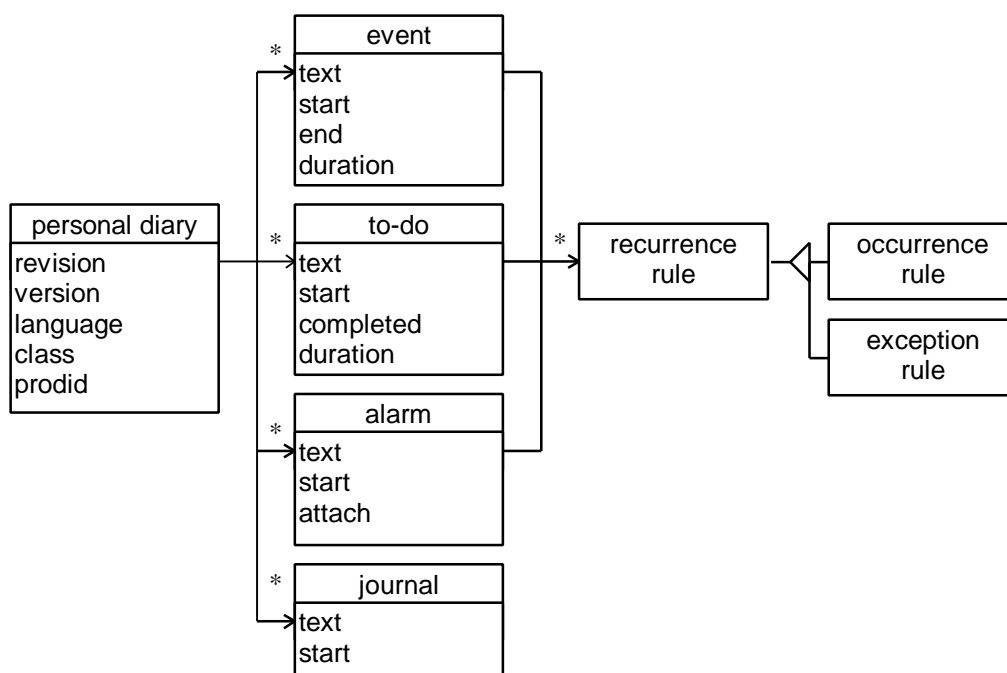 personal diary
revision
version
language
class
prodid
*
event
text
start
end
duration
*
to-do
text
start
completed
duration
*
alarm
text
start
attach
*
journal
text
start
*
recurrence
rule
occurrence
rule
exception
rule